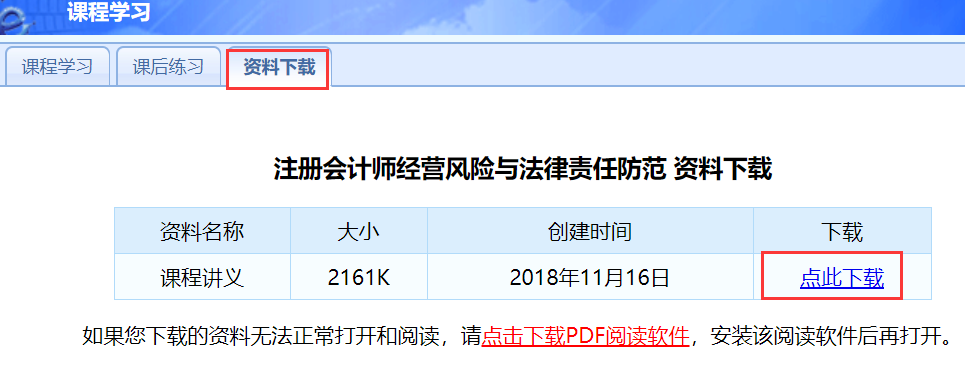 课程学习
课程学习 课后练习 资料下载
注册会计师经营风险与法律责任防范 资料下载
资料名称 大小 创建时间 下载
课程讲义 2161K 2018年11月16日 点此下载
如果您下载的资料无法正常打开和阅读，请点击下载PDF阅读软件，安装该阅读软件后再打开。